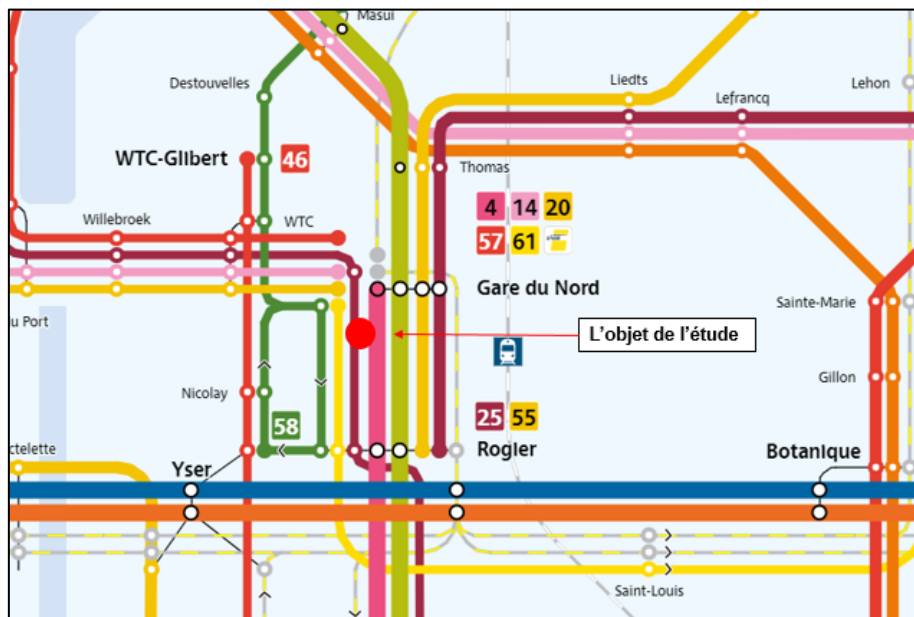 Masui
Destouvelles
Liedts
Lehon
Lefrancq
WTC-Glibert
46
Thomas
Willebroek
WTC
4 14 20
57 61
Gare du Nord
Sainte-Marie
u Port
L'objet de l'étude
Gillon
Nicolay
58
25 55
ctelette
Yser
Rogier
Botanique
Saint-Louis